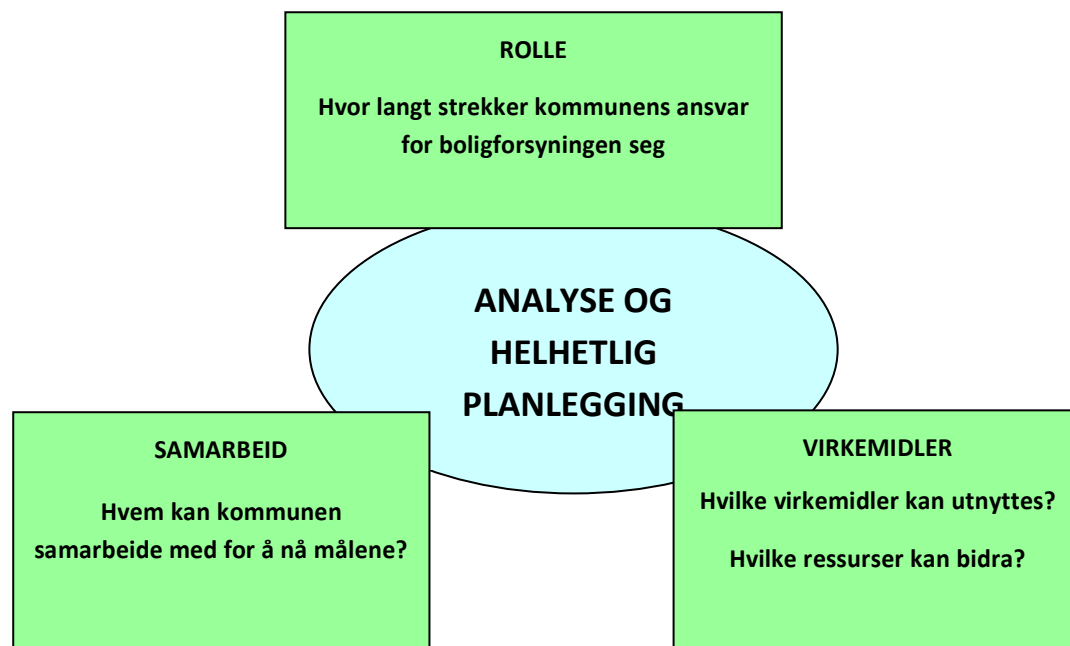 ROLLE
Hvor langt strekker kommunens ansvar
for boligforsyningen seg
ANALYSE OG
HELHETLIG
PLANLEGGING
SAMARBEID
Hvem kan kommunen
samarbeide med for å nå målene?
VIRKEMIDLER
Hvilke virkemidler kan utnyttes?
Hvilke ressurser kan bidra?